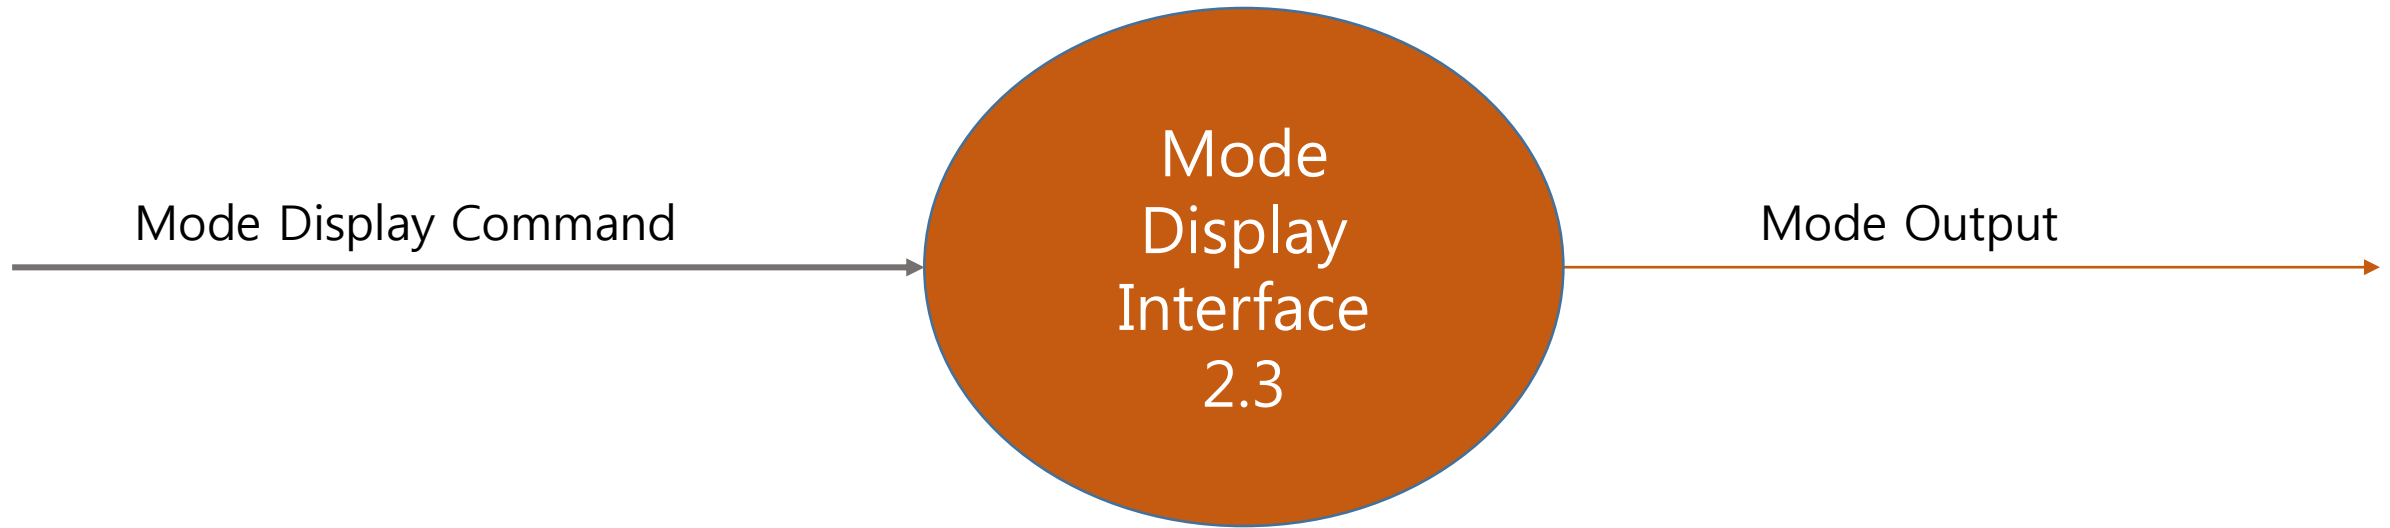 Mode Display Command
Mode
Display
Interface
2.3
Mode Output